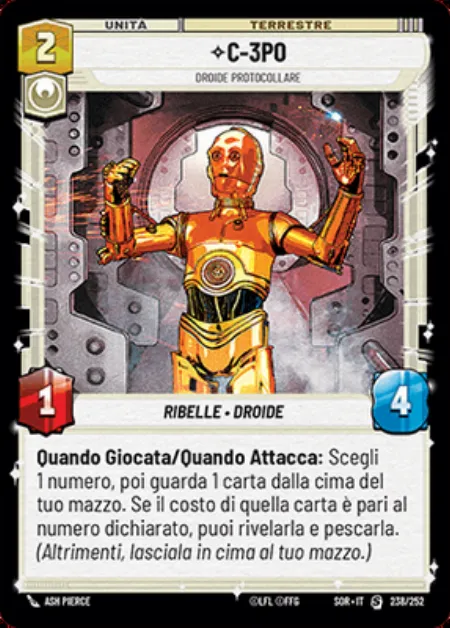 UNITÀ
TERRESTRE
2
C-3PO
DROIDE PROTOCOLLARE
1
RIBELLE • DROIDE
4
Quando Giocata/Quando Attacca: Scegli
1 numero, poi guarda 1 carta dalla cima del
tuo mazzo. Se il costo di quella carta è pari al
numero dichiarato, puoi rivelarla e pescarla.
(Altrimenti, lasciala in cima al tuo mazzo.)
ASH PIERCE
©LFL ©FFG
SOR • IT
S
238/252